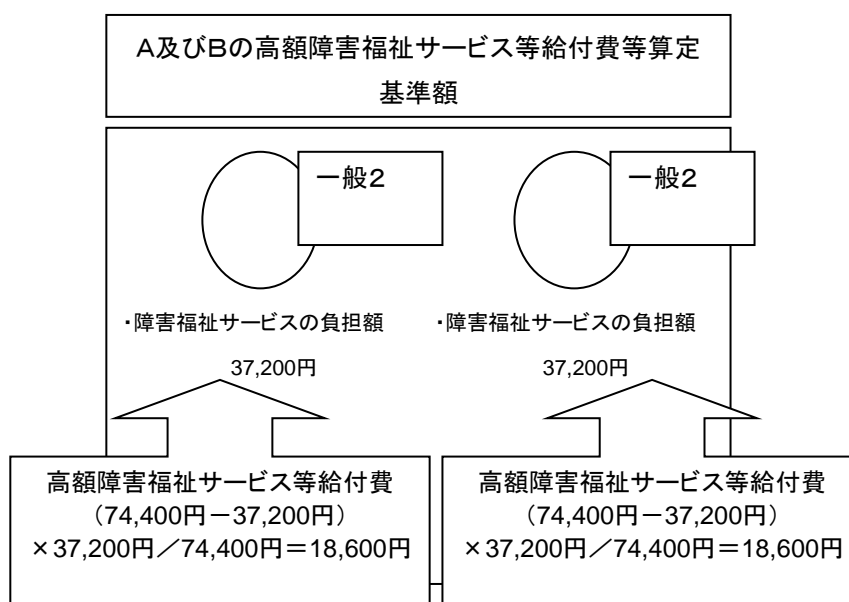 A及びBの高額障害福祉サービス等給付費等算定
基準額
一般2
一般2
・障害福祉サービスの負担額
37,200円
・障害福祉サービスの負担額
37,200円
高額障害福祉サービス等給付費
(74,400円-37,200円)
×37,200円/74,400円=18,600円
高額障害福祉サービス等給付費
(74,400円-37,200円)
×37,200円/74,400円=18,600円